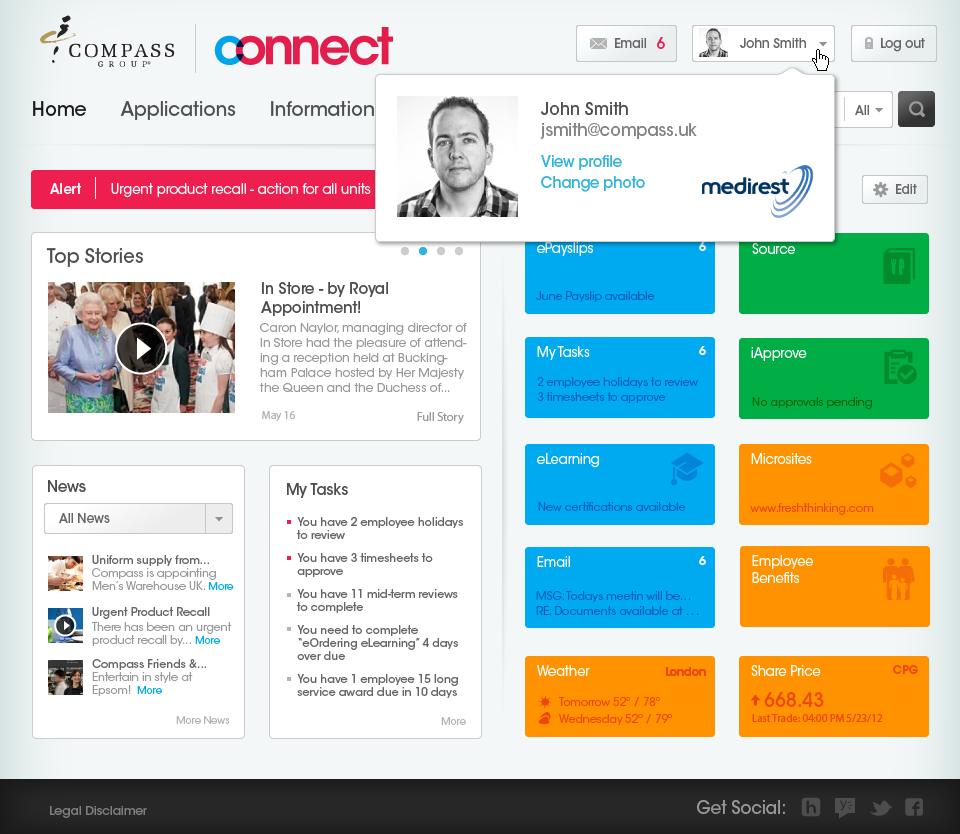 COMPASS
GROUP
connect
Email 6
John Smith
Log out
Home
Applications
Information
All
John Smith
jsmith@compass.uk
View profile
Change photo
medirest
Alert
Urgent product recall - action for all units
Edit
Top Stories
In Store - by Royal
Appointment!
Caron Naylor, managing director of
In Store had the pleasure of attend-
ing a reception held at Bucking-
ham Palace hosted by Her Majesty
the Queen and the Duchess of...
May 16
Full Story
ePayslips 6
June Payslip available
Source
My Tasks 6
2 employee holidays to review
3 timesheets to approve
iApprove
No approvals pending
eLearning
New certifications available
Microsites
www.freshthinking.com
Email 6
MSG. Todays meetin will be...
RE: Documents available at ...
Employee
Benefits
Weather London
Tomorrow 52º / 78º
Wednesday 52º / 79º
Share Price CPG
668.43
Last Trade: 04:00 PM 5/23/12
News
All News
Uniform supply from...
Compass is appointing
Men's Warehouse UK. More
Urgent Product Recall
There has been an urgent
product recall by... More
Compass Friends &...
Entertain in style at
Epsom! More
More News
My Tasks
You have 2 employee holidays
to review
You have 3 timesheets to
approve
You have 11 mid-term reviews
to complete
You need to complete
"eOrdering eLearning" 4 days
over due
You have 1 employee 15 long
service award due in 10 days
More
Legal Disclaimer
Get Social: